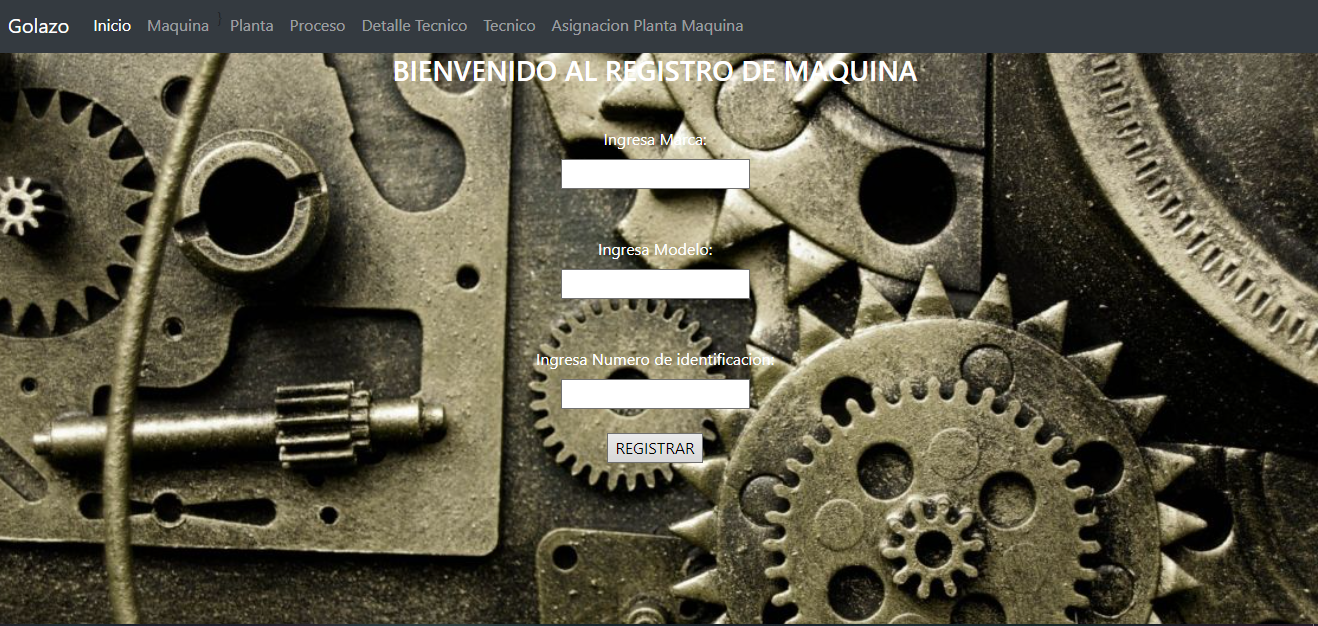 Golazo Inicio Maquina } Planta Proceso Detalle Tecnico Tecnico Asignacion Planta Maquina
BIENVENIDO AL REGISTRO DE MAQUINA
Ingresa Marca:
Ingresa Modelo:
Ingresa Numero de identificacion:
REGISTRAR